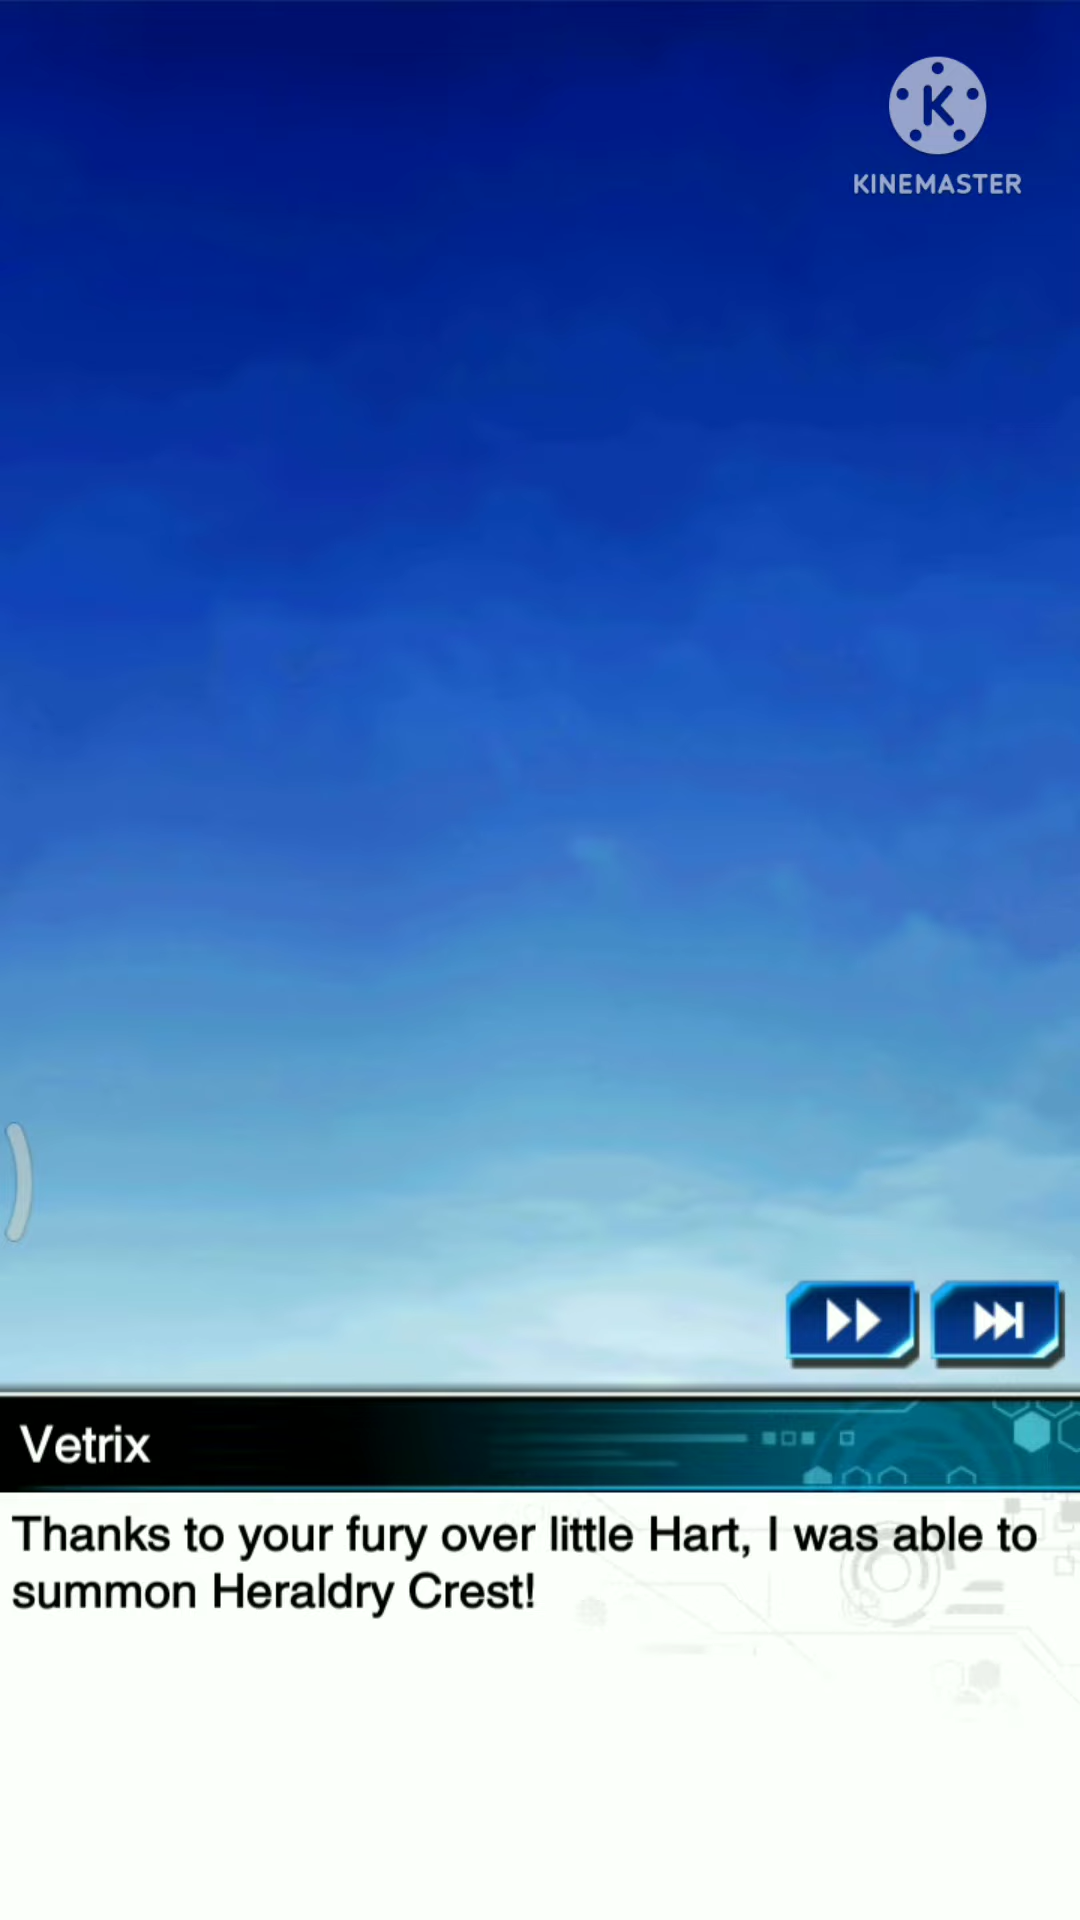 K
KINEMASTER
Vetrix
Thanks to your fury over little Hart, I was able to
summon Heraldry Crest!